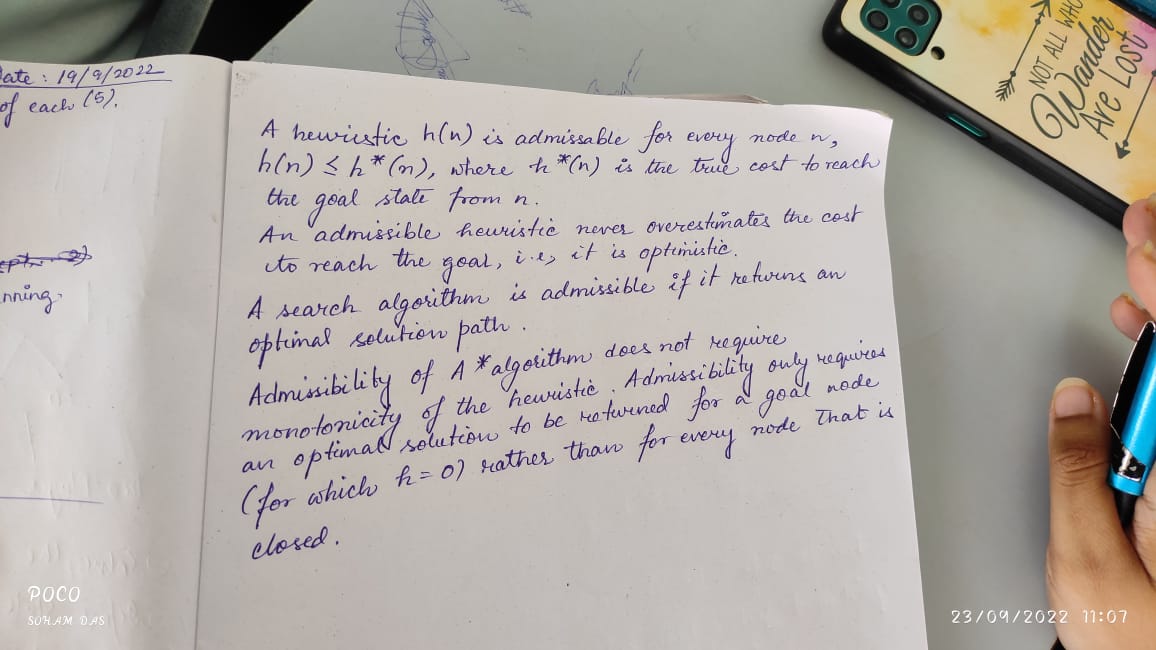 ate : 19/9/2022
of each (5).
nning
A heuristic h(n) is admissable for every node n,
h(n) ≤ h*(n), where h*(n) is the true cost to reach
the goal state from n.
An admissible heuristic never overestimates the cost
to reach the goal, i.e, it is optimistic.
A search algorithm is admissible if it returns an
optimal solution path.
Admissibility of A* algorithm does not require
monotonicity of the heuristic. Admissibility only requires
an optimal solution to be returned for a goal node
(for which h=0) rather than for every node that is
closed.
NOT ALL WHO
Wander
Are Lost
POCO
SOHAM DAS
23/09/2022 11:07